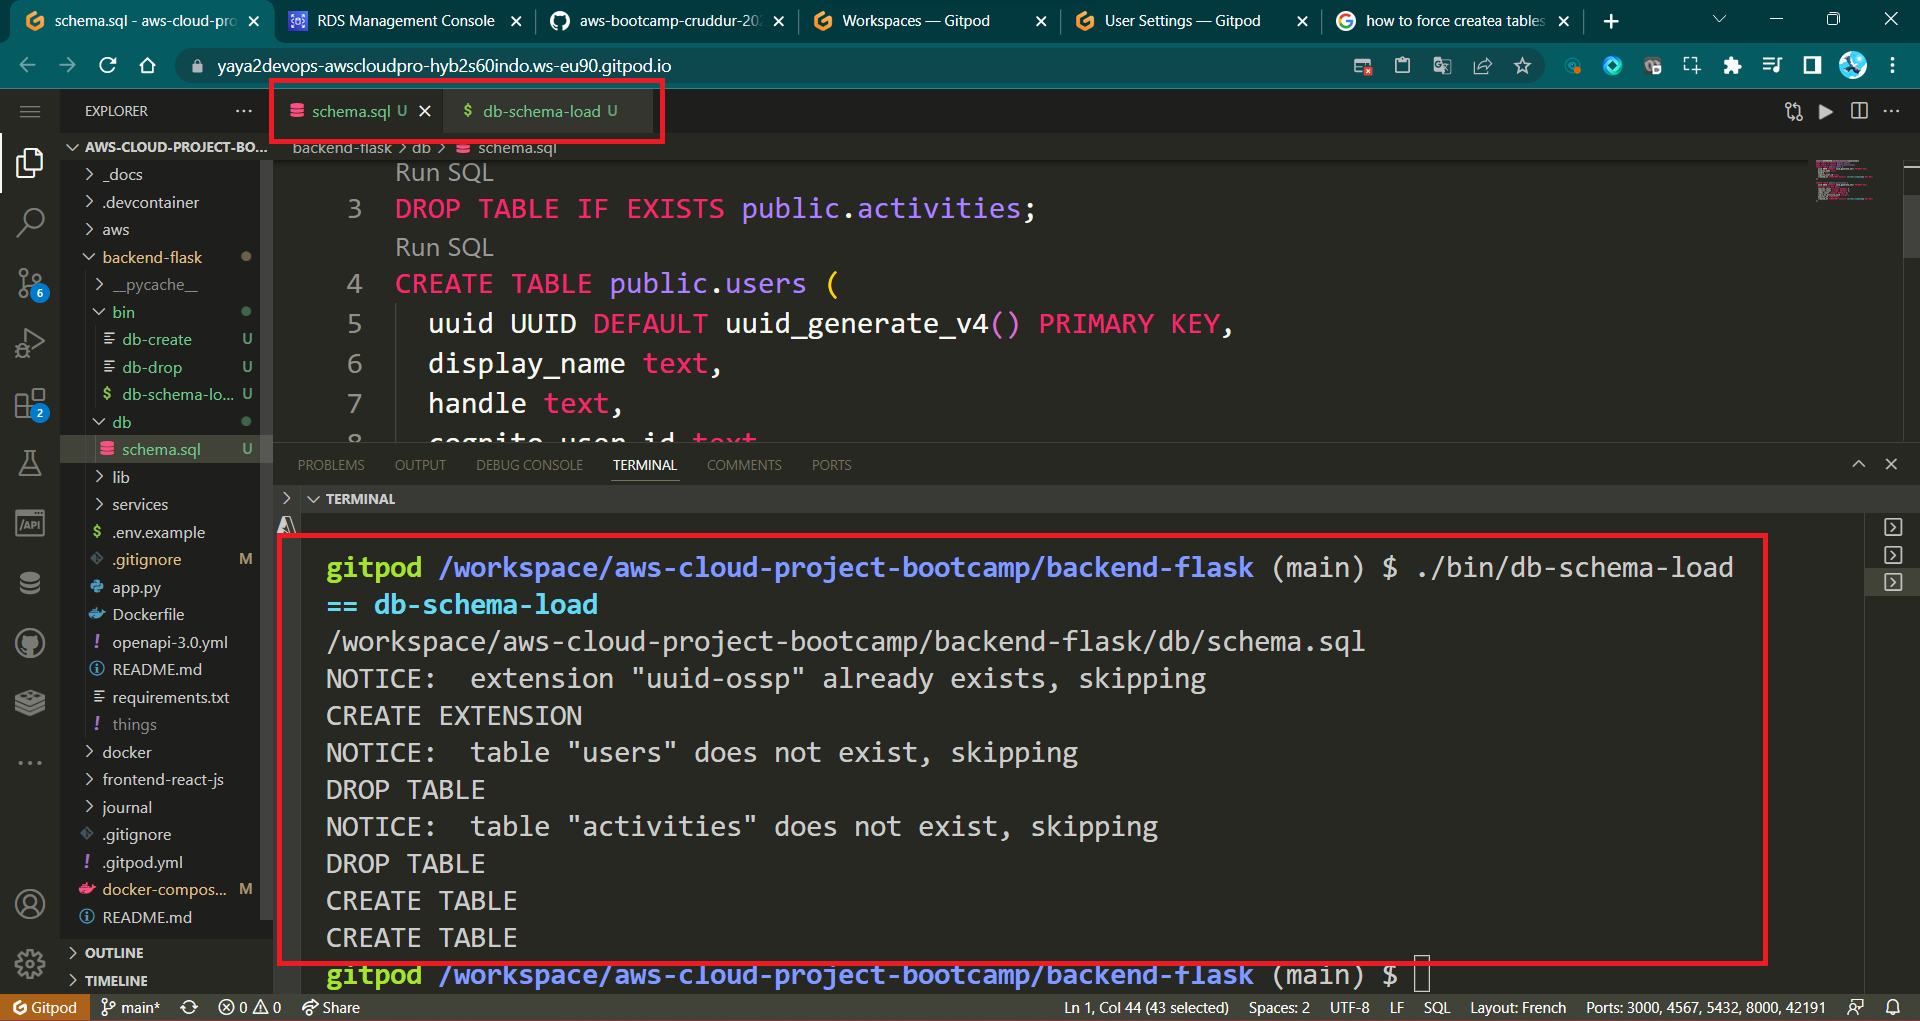 schema.sql - aws-cloud-pro
RDS Management Console
aws-bootcamp-cruddur-202
Workspaces — Gitpod
User Settings — Gitpod
how to force createa tables
yaya2devops-awscloudpro-hyb2s60indo.ws-eu90.gitpod.io
EXPLORER
schema.sql U
$ db-schema-load U
AWS-CLOUD-PROJECT-BO...
backend-flask > db > schema.sql
_docs
.devcontainer
aws
backend-flask
__pycache__
bin
db-create U
db-drop U
$ db-schema-lo... U
db
schema.sql U
lib
services
$ .env.example
.gitignore M
app.py
Dockerfile
! openapi-3.0.yml
README.md
requirements.txt
! things
docker
frontend-react-js
journal
.gitignore
! .gitpod.yml
docker-compos... M
README.md
OUTLINE
TIMELINE
6
2
/API
Run SQL
3 DROP TABLE IF EXISTS public.activities;
Run SQL
4 CREATE TABLE public.users (
5 uuid UUID DEFAULT uuid_generate_v4() PRIMARY KEY,
6 display_name text,
7 handle text,
8 cognito_user_id text
PROBLEMS OUTPUT DEBUG CONSOLE TERMINAL COMMENTS PORTS
TERMINAL
gitpod /workspace/aws-cloud-project-bootcamp/backend-flask (main) $ ./bin/db-schema-load
== db-schema-load
/workspace/aws-cloud-project-bootcamp/backend-flask/db/schema.sql
NOTICE:  extension "uuid-ossp" already exists, skipping
CREATE EXTENSION
NOTICE:  table "users" does not exist, skipping
DROP TABLE
NOTICE:  table "activities" does not exist, skipping
DROP TABLE
CREATE TABLE
CREATE TABLE
gitpod /workspace/aws-cloud-project-bootcamp/backend-flask (main) $
Gitpod main* 0 0 Share Ln 1, Col 44 (43 selected) Spaces: 2 UTF-8 LF SQL Layout: French Ports: 3000, 4567, 5432, 8000, 42191